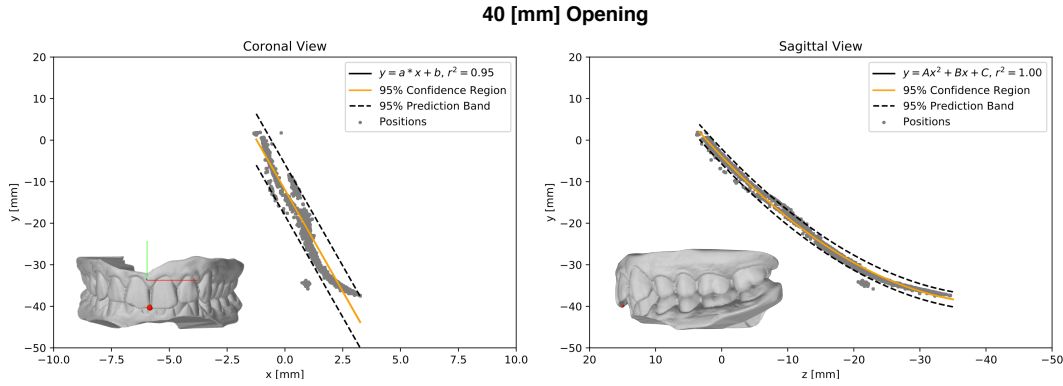 40 [mm] Opening
Coronal View
20
10
0
−10
−20
−30
−40
−50
y [mm]
−10.0 −7.5 −5.0 −2.5 0.0 2.5 5.0 7.5 10.0
x [mm]
y = a * x + b, r² = 0.95
95% Confidence Region
95% Prediction Band
Positions
Sagittal View
20
10
0
−10
−20
−30
−40
−50
y [mm]
20 10 0 −10 −20 −30 −40 −50
z [mm]
y = Ax² + Bx + C, r² = 1.00
95% Confidence Region
95% Prediction Band
Positions